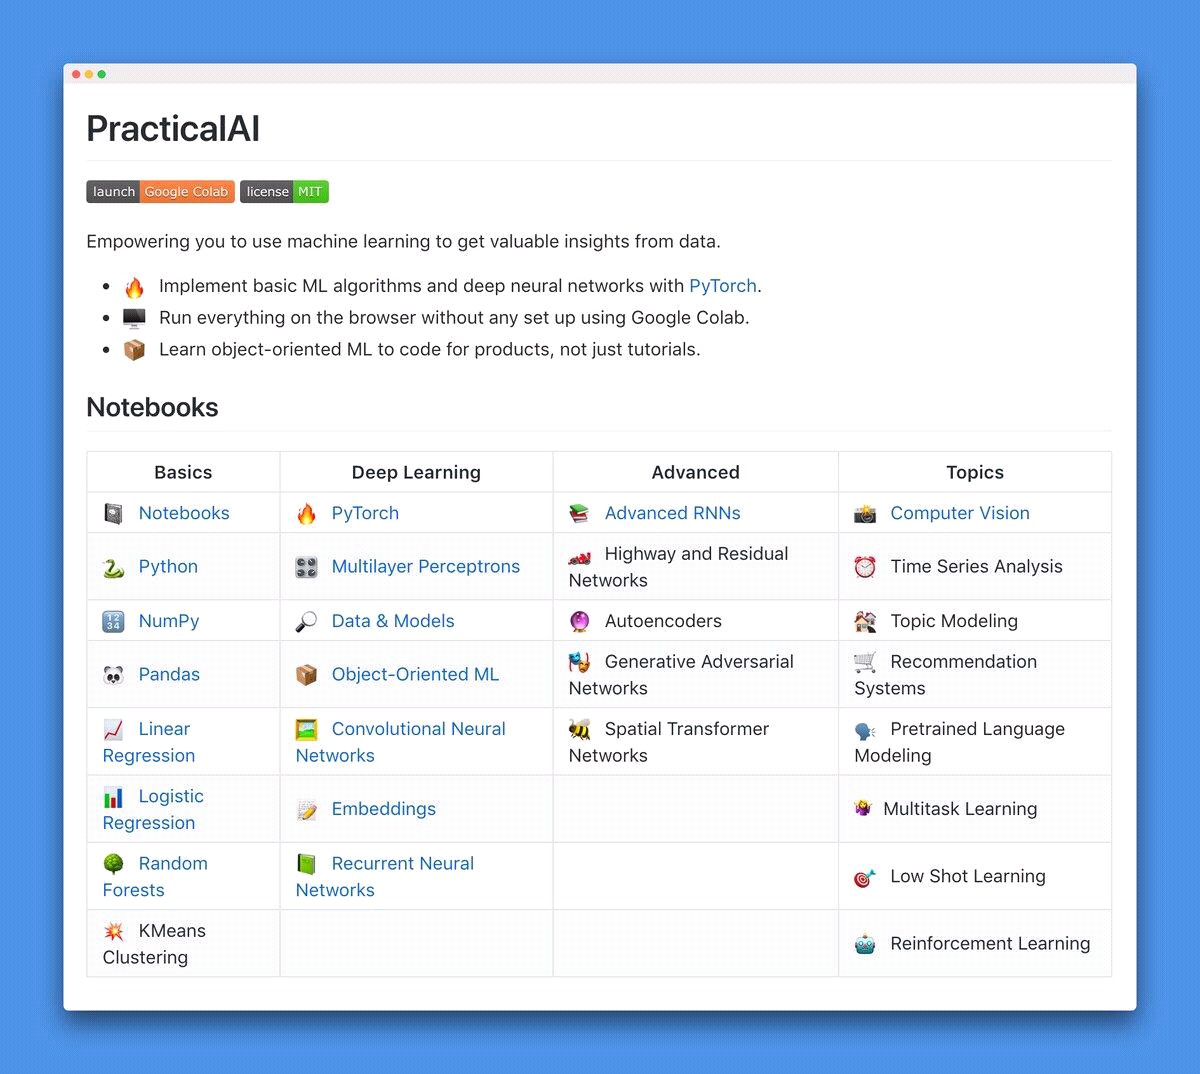 PracticalAI
launch Google Colab license MIT
Empowering you to use machine learning to get valuable insights from data.
Implement basic ML algorithms and deep neural networks with PyTorch.
Run everything on the browser without any set up using Google Colab.
Learn object-oriented ML to code for products, not just tutorials.
Notebooks
Basics Deep Learning Advanced Topics
Notebooks PyTorch Advanced RNNs Computer Vision
Python Multilayer Perceptrons Highway and Residual
Networks Time Series Analysis
NumPy Data & Models Autoencoders Topic Modeling
Pandas Object-Oriented ML Generative Adversarial
Networks Recommendation
Systems
Linear
Regression Convolutional Neural
Networks Spatial Transformer
Networks Pretrained Language
Modeling
Logistic
Regression Embeddings Multitask Learning
Random
Forests Recurrent Neural
Networks Low Shot Learning
KMeans
Clustering Reinforcement Learning